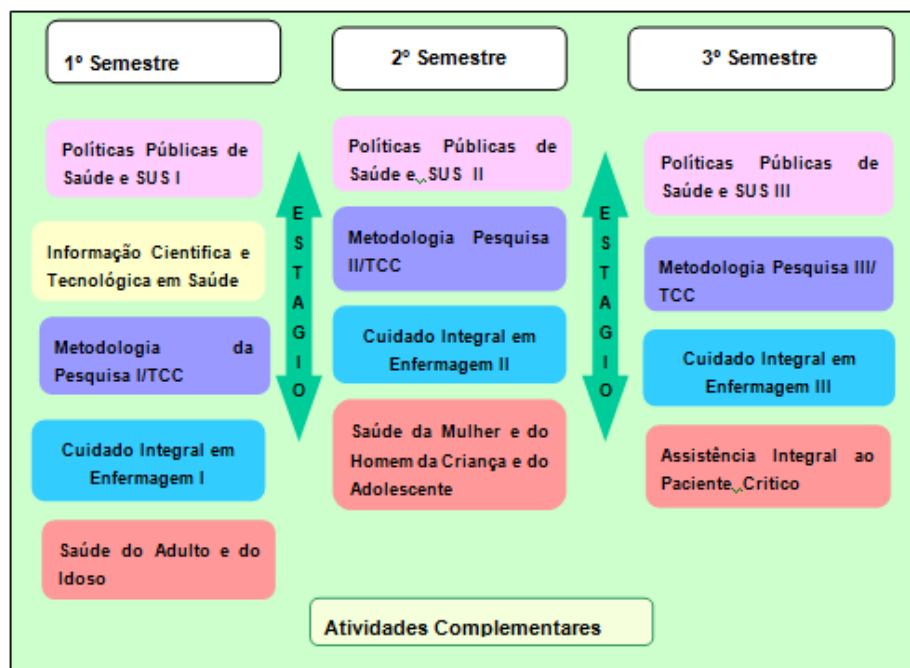 1º Semestre
Políticas Públicas de
Saúde e SUS I
Informação Cientifica e
Tecnológica em Saúde
Metodologia da
Pesquisa I/TCC
Cuidado Integral em
Enfermagem I
Saúde do Adulto e do
Idoso
E
S
T
A
G
I
O
2º Semestre
Políticas Públicas de
Saúde e SUS II
Metodologia Pesquisa
II/TCC
Cuidado Integral em
Enfermagem II
Saúde da Mulher e do
Homem da Criança e do
Adolescente
E
S
T
A
G
I
O
3º Semestre
Políticas Públicas de
Saúde e SUS III
Metodologia Pesquisa III/
TCC
Cuidado Integral em
Enfermagem III
Assistência Integral ao
Paciente Critico
Atividades Complementares